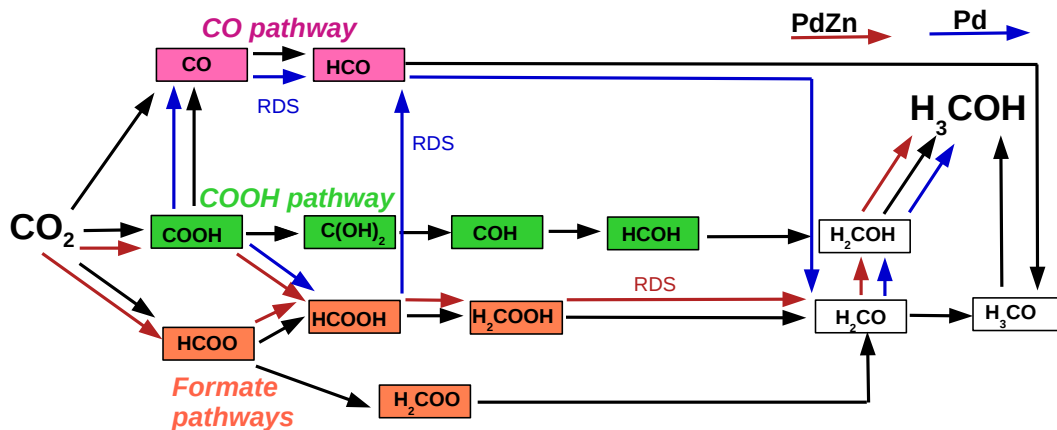 CO pathway
PdZn
Pd
CO
HCO
RDS
RDS
H₃COH
COOH pathway
CO₂
COOH
C(OH)₂
COH
HCOH
H₂COH
RDS
HCOO
HCOOH
H₂COOH
H₂CO
H₃CO
Formate
pathways
H₂COO